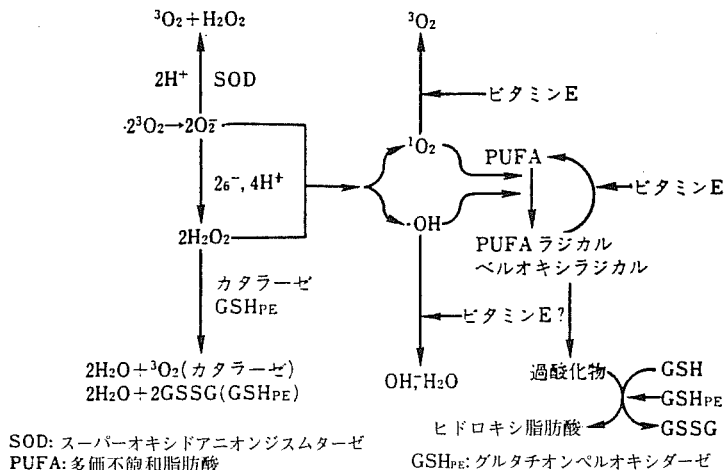 ³O₂+H₂O₂
³O₂
2H⁺ SOD
ビタミンE
·2³O₂→2O₂⁻
¹O₂
PUFA
2e⁻, 4H⁺
ビタミンE
2H₂O₂
·OH
PUFAラジカル
ペルオキシラジカル
カタラーゼ
GSHPE
ビタミンE?
2H₂O+³O₂(カタラーゼ)
2H₂O+2GSSG(GSHPE)
OH⁻,H₂O
過酸化物
GSH
GSHPE
ヒドロキシ脂肪酸
GSSG
SOD: スーパーオキシドアニオンジスムターゼ
PUFA: 多価不飽和脂肪酸
GSHPE: グルタチオンペルオキシダーゼ